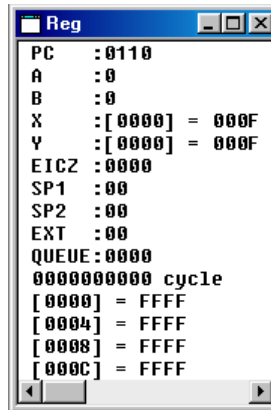 Reg
PC   :0110
A    :0
B    :0
X    :[0000] = 000F
Y    :[0000] = 000F
EICZ :0000
SP1  :00
SP2  :00
EXT  :00
QUEUE:0000
0000000000 cycle
[0000] = FFFF
[0004] = FFFF
[0008] = FFFF
[000C] = FFFF